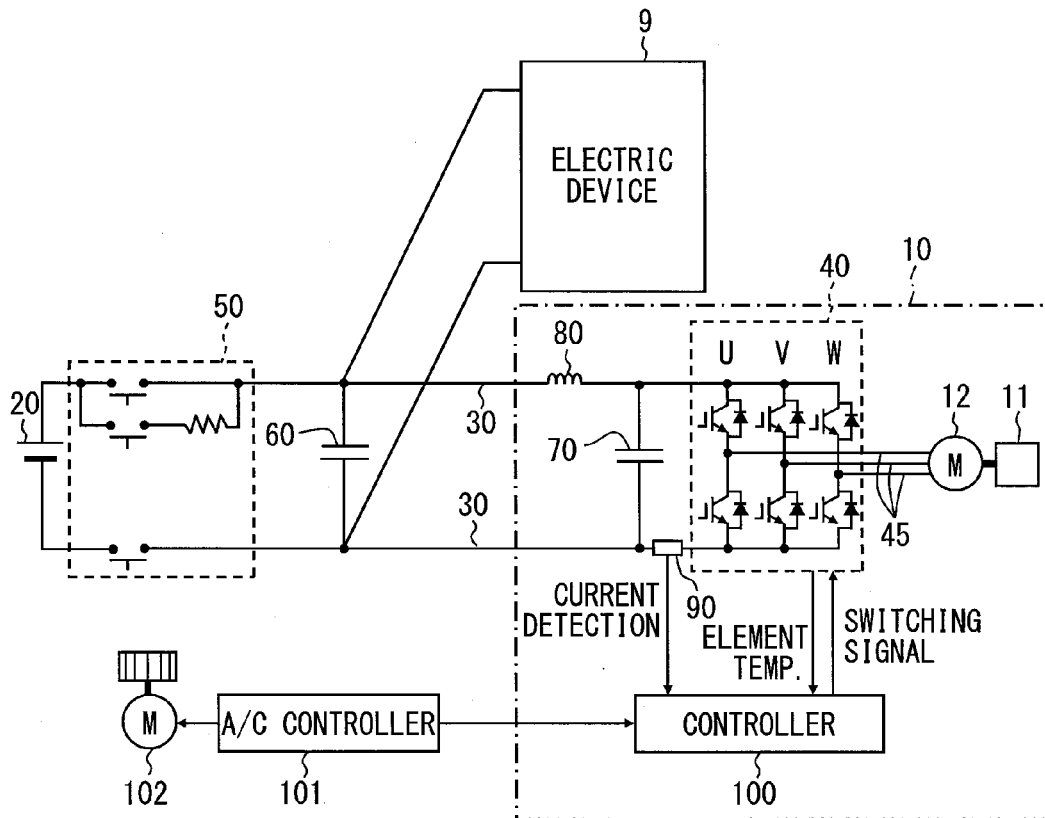 9
ELECTRIC
DEVICE
10
50
40
80
U V W
20
12
11
60
30
70
M
30
45
90
CURRENT
DETECTION
ELEMENT
TEMP.
SWITCHING
SIGNAL
M
A/C CONTROLLER
CONTROLLER
102
101
100